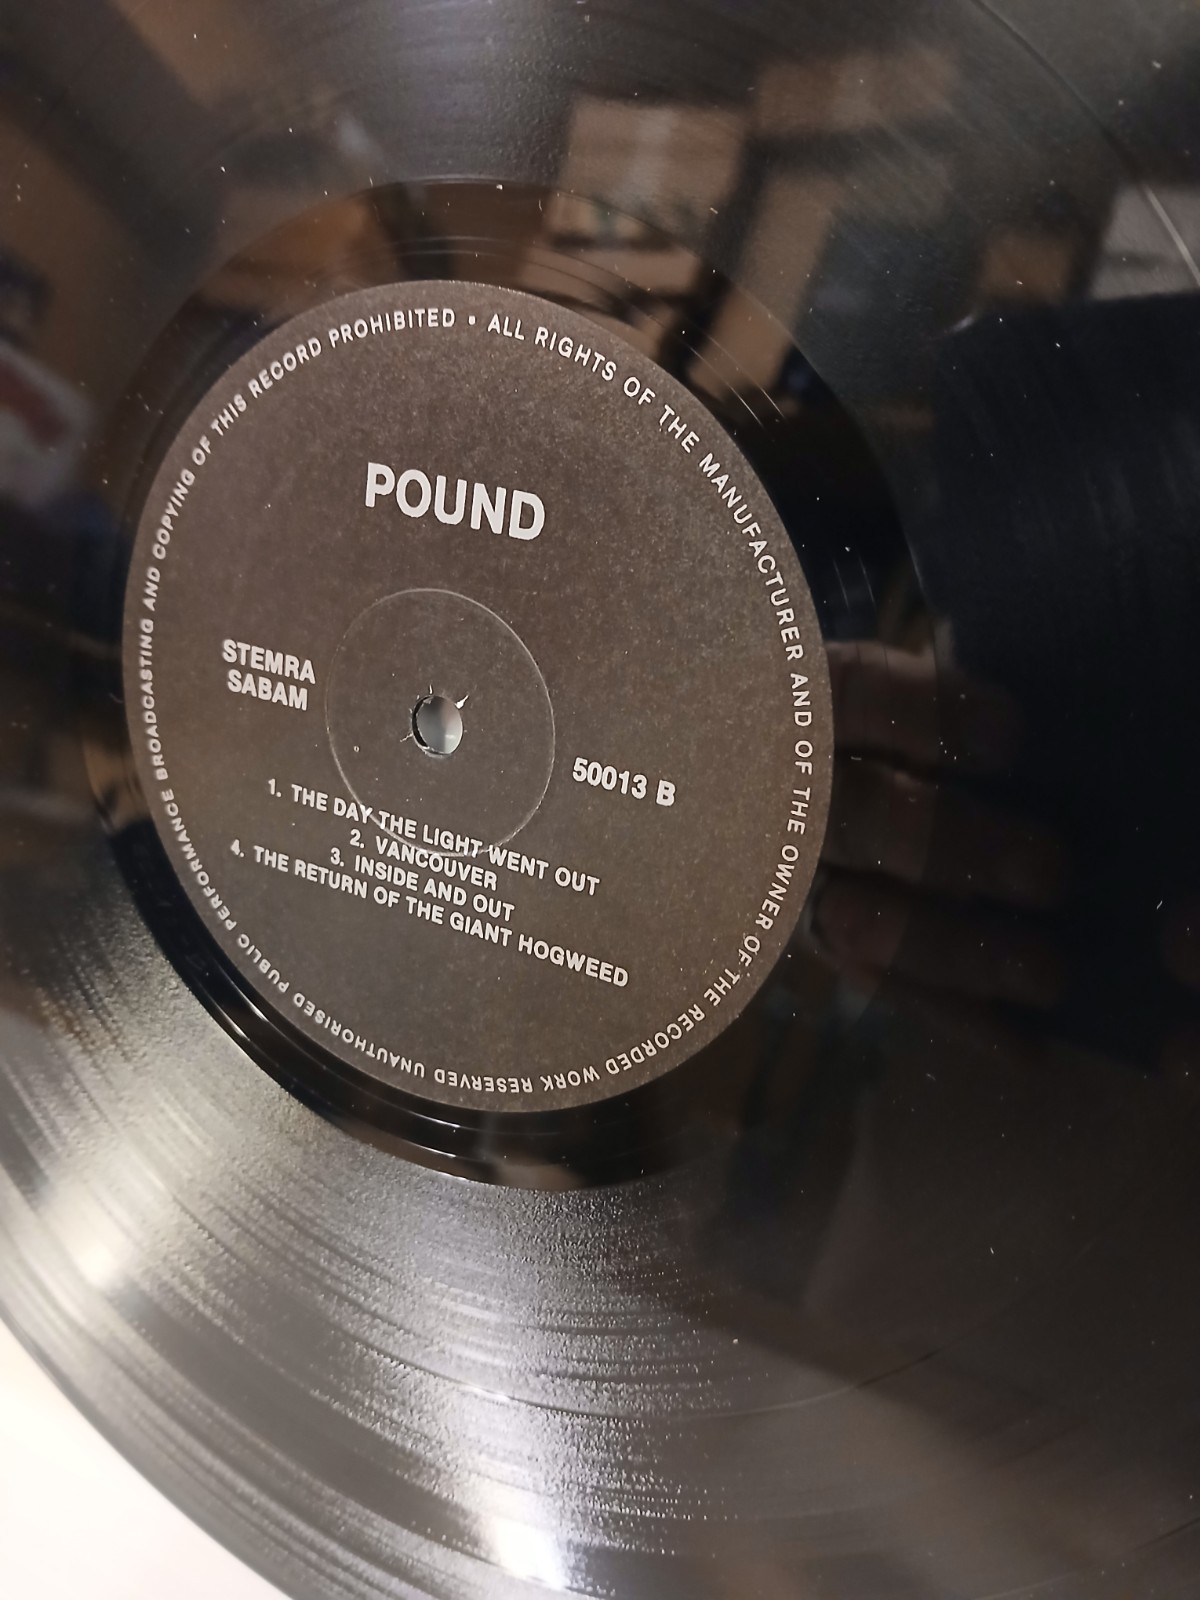 POUND
STEMRA
SABAM
50013 B
1. THE DAY THE LIGHT WENT OUT
2. VANCOUVER
3. INSIDE AND OUT
4. THE RETURN OF THE GIANT HOGWEED
ALL RIGHTS OF THE MANUFACTURER AND OF THE OWNER OF THE RECORDED WORK RESERVED UNAUTHORISED PUBLIC PERFORMANCE BROADCASTING AND COPYING OF THIS RECORD PROHIBITED •